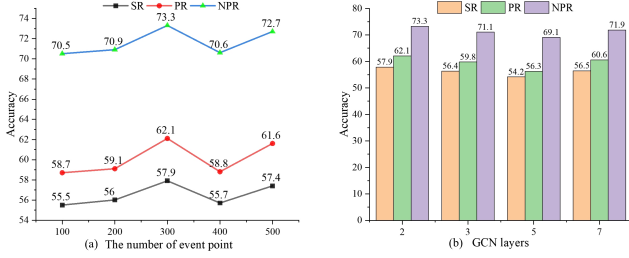 SR PR NPR
Accuracy
74
72
70
68
66
64
62
60
58
56
54
70.5 70.9 73.3 70.6 72.7
58.7 59.1 62.1 58.8 61.6
55.5 56 57.9 55.7 57.4
100 200 300 400 500
(a) The number of event point
SR PR NPR
Accuracy
80
70
60
50
40
30
20
10
0
57.9 62.1 73.3 56.4 59.8 71.1 54.2 56.3 69.1 56.5 60.6 71.9
2 3 5 7
(b) GCN layers